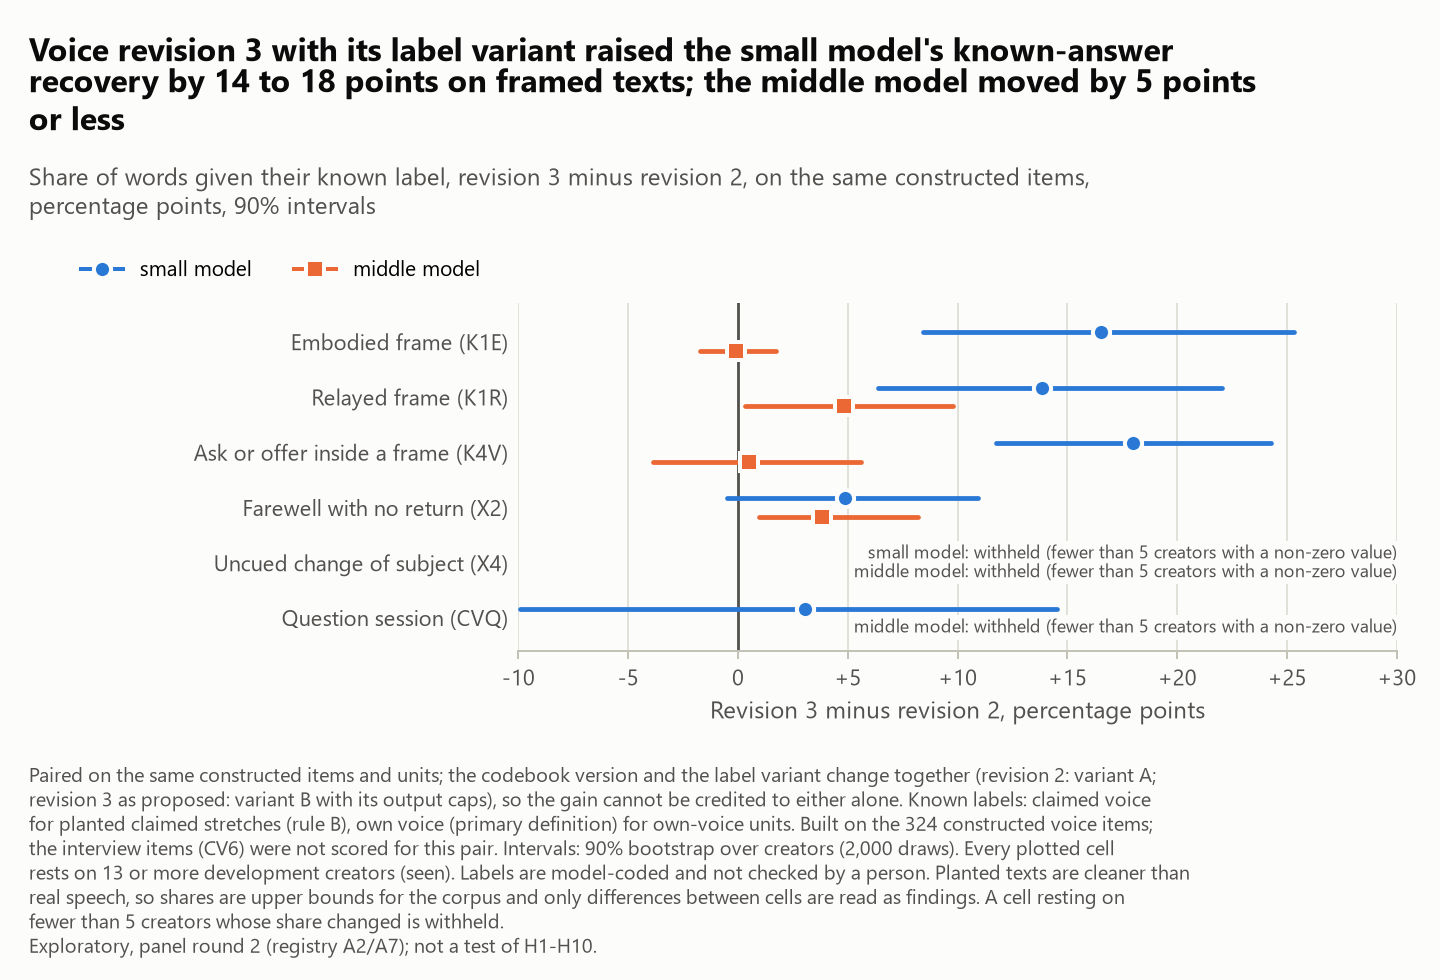 Voice revision 3 with its label variant raised the small model's known-answer
recovery by 14 to 18 points on framed texts; the middle model moved by 5 points
or less
Share of words given their known label, revision 3 minus revision 2, on the same constructed items,
percentage points, 90% intervals
small model
middle model
Embodied frame (K1E)
Relayed frame (K1R)
Ask or offer inside a frame (K4V)
Farewell with no return (X2)
Uncued change of subject (X4)
small model: withheld (fewer than 5 creators with a non-zero value)
middle model: withheld (fewer than 5 creators with a non-zero value)
Question session (CVQ)
middle model: withheld (fewer than 5 creators with a non-zero value)
-10 -5 0 +5 +10 +15 +20 +25 +30
Revision 3 minus revision 2, percentage points
Paired on the same constructed items and units; the codebook version and the label variant change together (revision 2: variant A;
revision 3 as proposed: variant B with its output caps), so the gain cannot be credited to either alone. Known labels: claimed voice
for planted claimed stretches (rule B), own voice (primary definition) for own-voice units. Built on the 324 constructed voice items;
the interview items (CV6) were not scored for this pair. Intervals: 90% bootstrap over creators (2,000 draws). Every plotted cell
rests on 13 or more development creators (seen). Labels are model-coded and not checked by a person. Planted texts are cleaner than
real speech, so shares are upper bounds for the corpus and only differences between cells are read as findings. A cell resting on
fewer than 5 creators whose share changed is withheld.
Exploratory, panel round 2 (registry A2/A7); not a test of H1-H10.